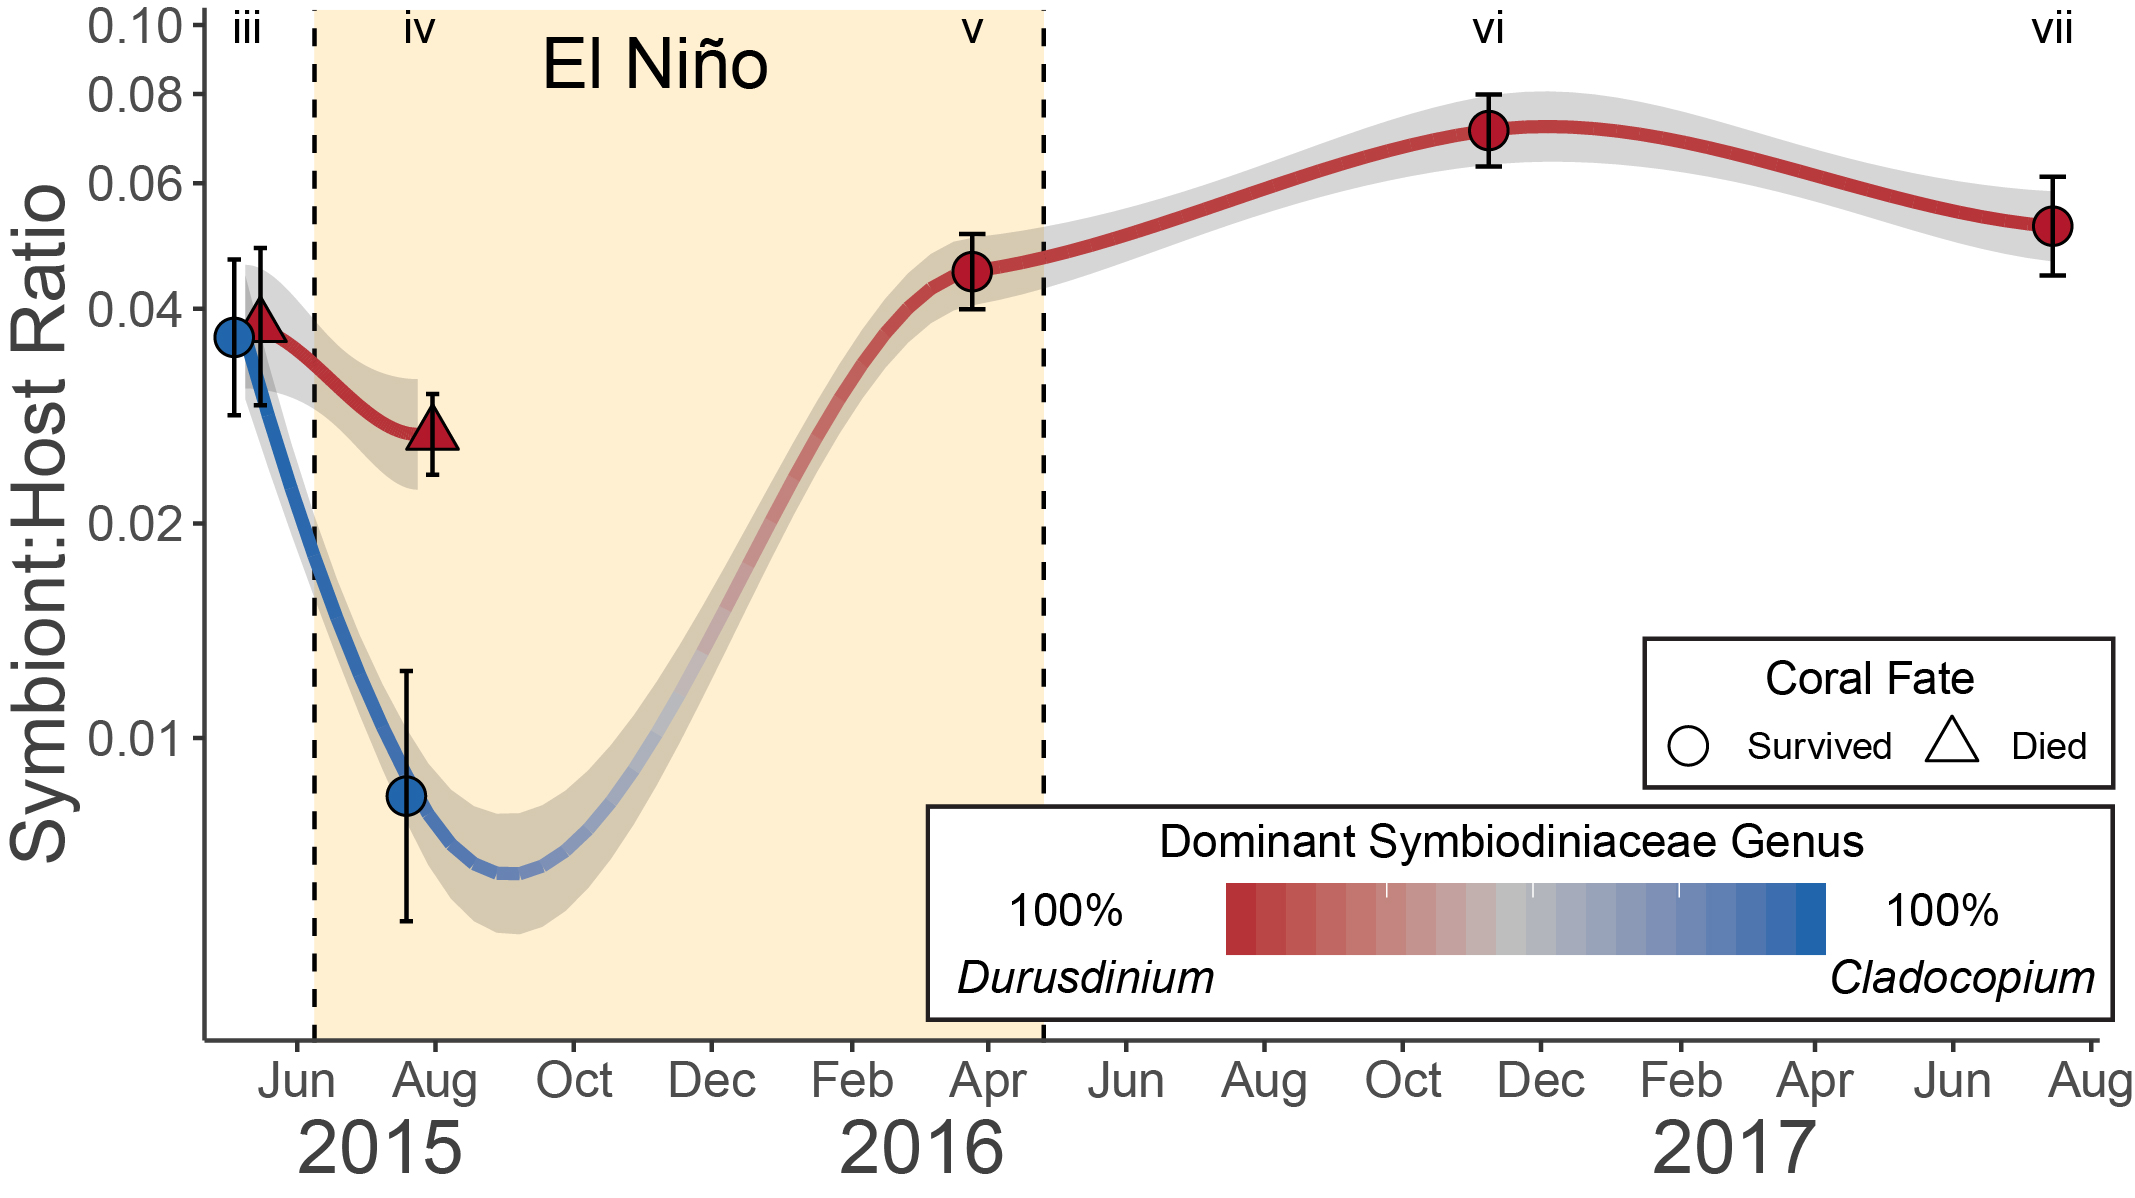 iii iv v vi vii
El Niño
0.10
0.08
0.06
0.04
0.02
0.01
Symbiont:Host Ratio
Coral Fate
Survived Died
Dominant Symbiodiniaceae Genus
100% 100%
Durusdinium Cladocopium
Jun Aug Oct Dec Feb Apr Jun Aug Oct Dec Feb Apr Jun Aug
2015 2016 2017